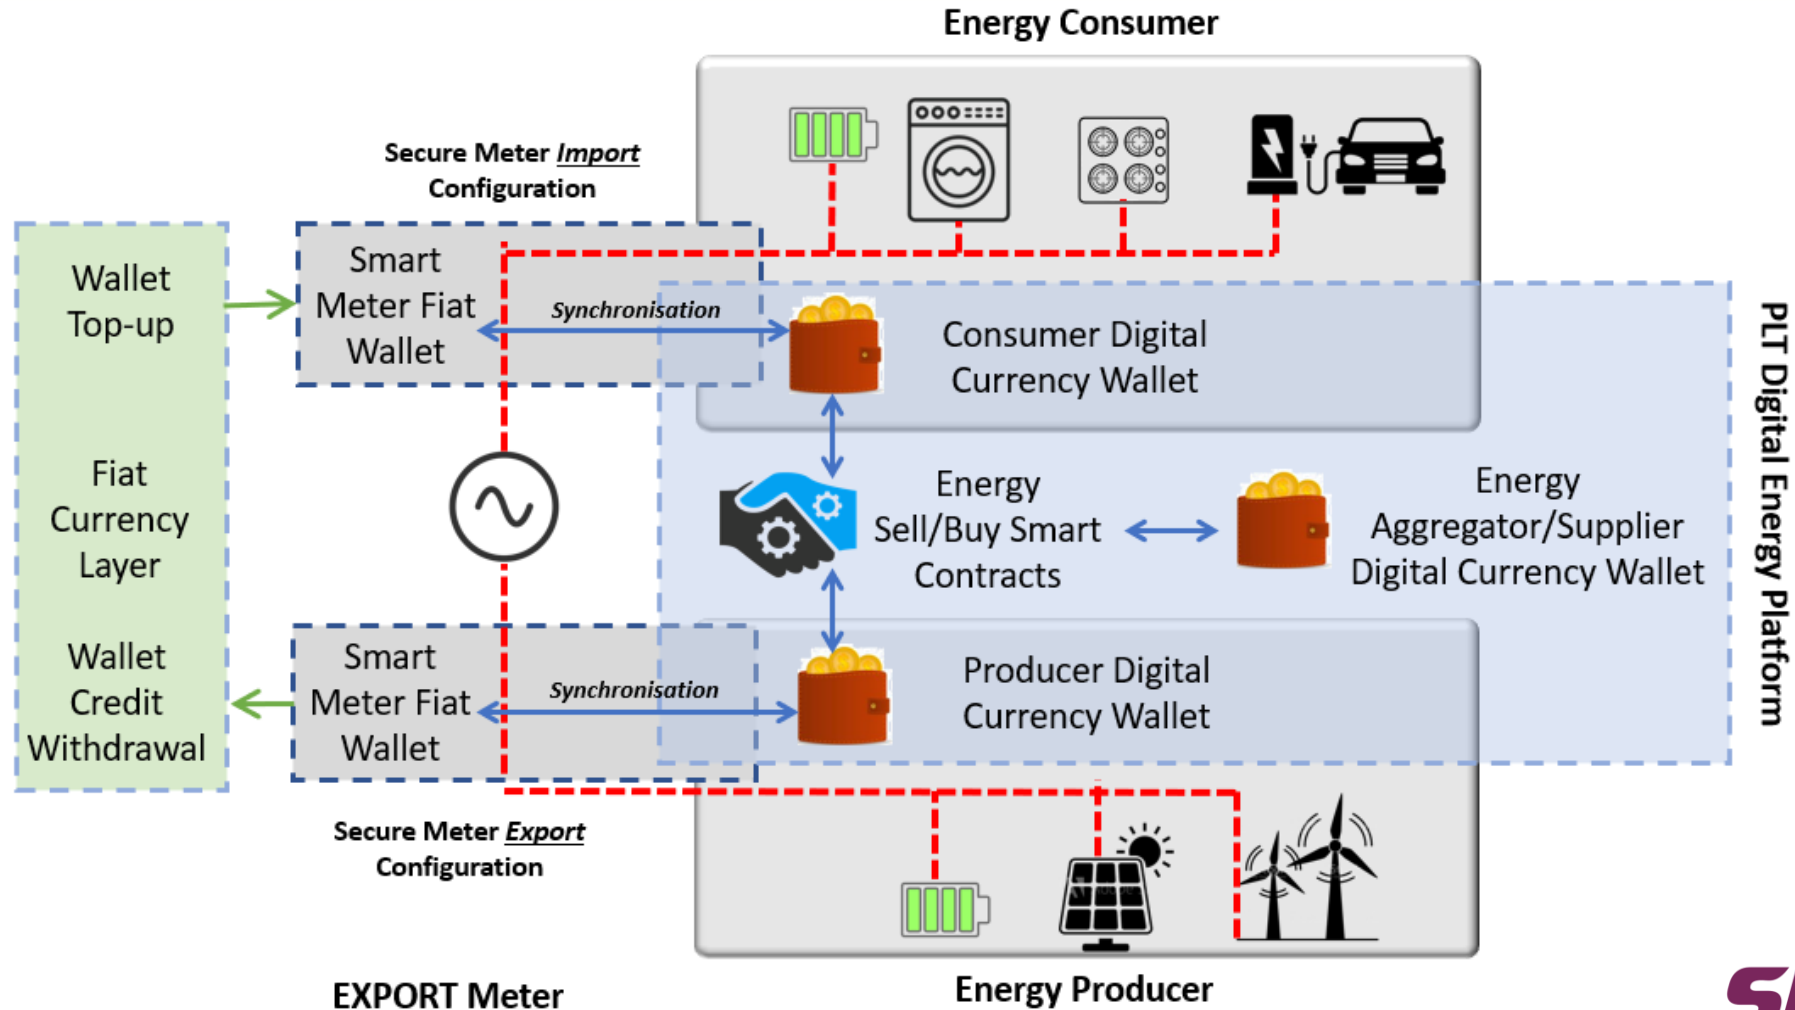 Energy Consumer
Secure Meter Import
Configuration
Wallet
Top-up
Smart
Meter Fiat
Wallet
Synchronisation
Consumer Digital
Currency Wallet
Fiat
Currency
Layer
Energy
Sell/Buy Smart
Contracts
Energy
Aggregator/Supplier
Digital Currency Wallet
PLT Digital Energy Platform
Wallet
Credit
Withdrawal
Smart
Meter Fiat
Wallet
Synchronisation
Producer Digital
Currency Wallet
Secure Meter Export
Configuration
EXPORT Meter
Energy Producer